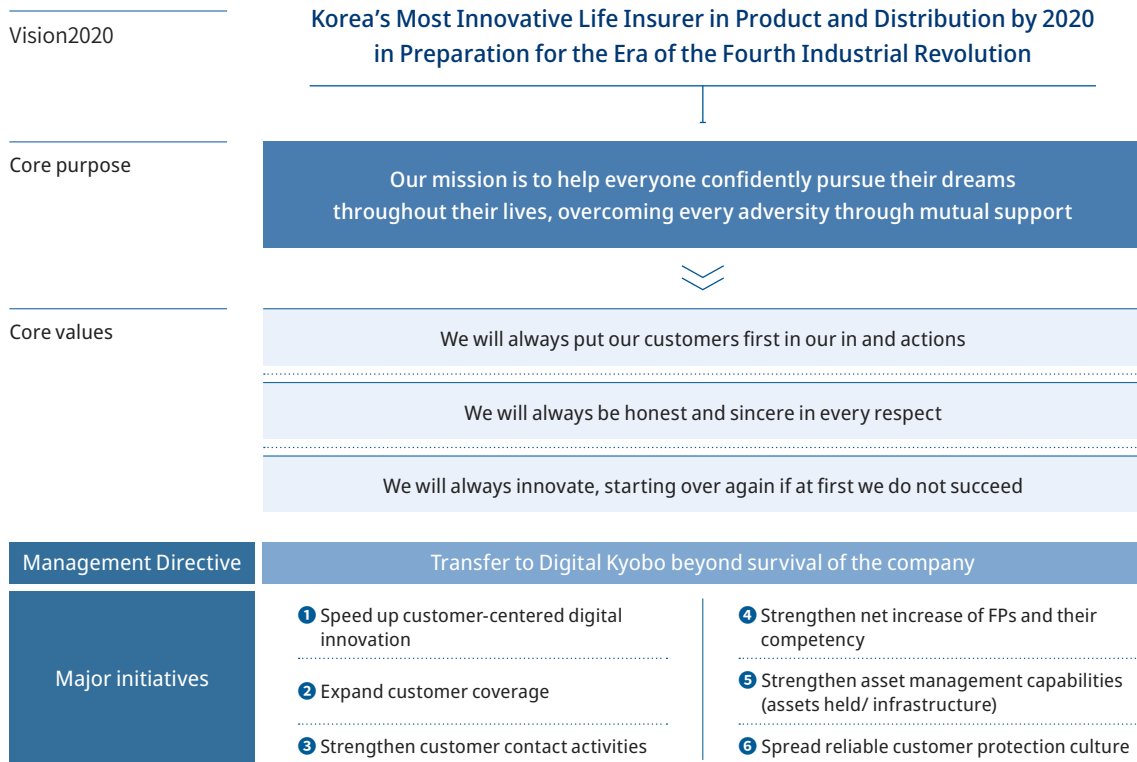 Vision2020
Korea’s Most Innovative Life Insurer in Product and Distribution by 2020
in Preparation for the Era of the Fourth Industrial Revolution
Core purpose
Our mission is to help everyone confidently pursue their dreams
throughout their lives, overcoming every adversity through mutual support
Core values
We will always put our customers first in our in and actions
We will always be honest and sincere in every respect
We will always innovate, starting over again if at first we do not succeed
Management Directive
Transfer to Digital Kyobo beyond survival of the company
Major initiatives
❶ Speed up customer-centered digital
innovation
❷ Expand customer coverage
❸ Strengthen customer contact activities
❹ Strengthen net increase of FPs and their
competency
❺ Strengthen asset management capabilities
(assets held/ infrastructure)
❻ Spread reliable customer protection culture